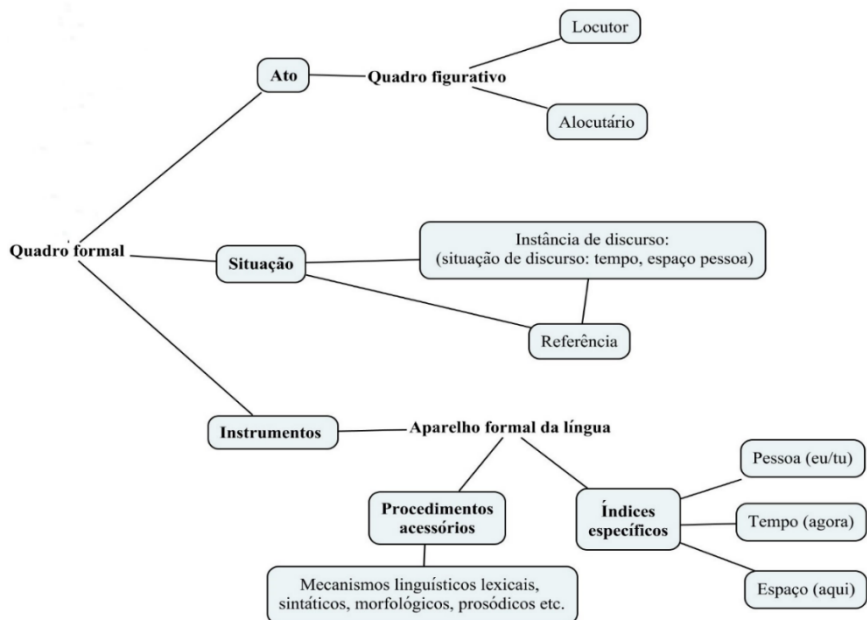 Locutor
Ato
Quadro figurativo
Alocutário
Quadro formal
Situação
Instância de discurso:
(situação de discurso: tempo, espaço pessoa)
Referência
Instrumentos
Aparelho formal da língua
Procedimentos
acessórios
Mecanismos linguísticos lexicais,
sintáticos, morfológicos, prosódicos etc.
Índices
específicos
Pessoa (eu/tu)
Tempo (agora)
Espaço (aqui)